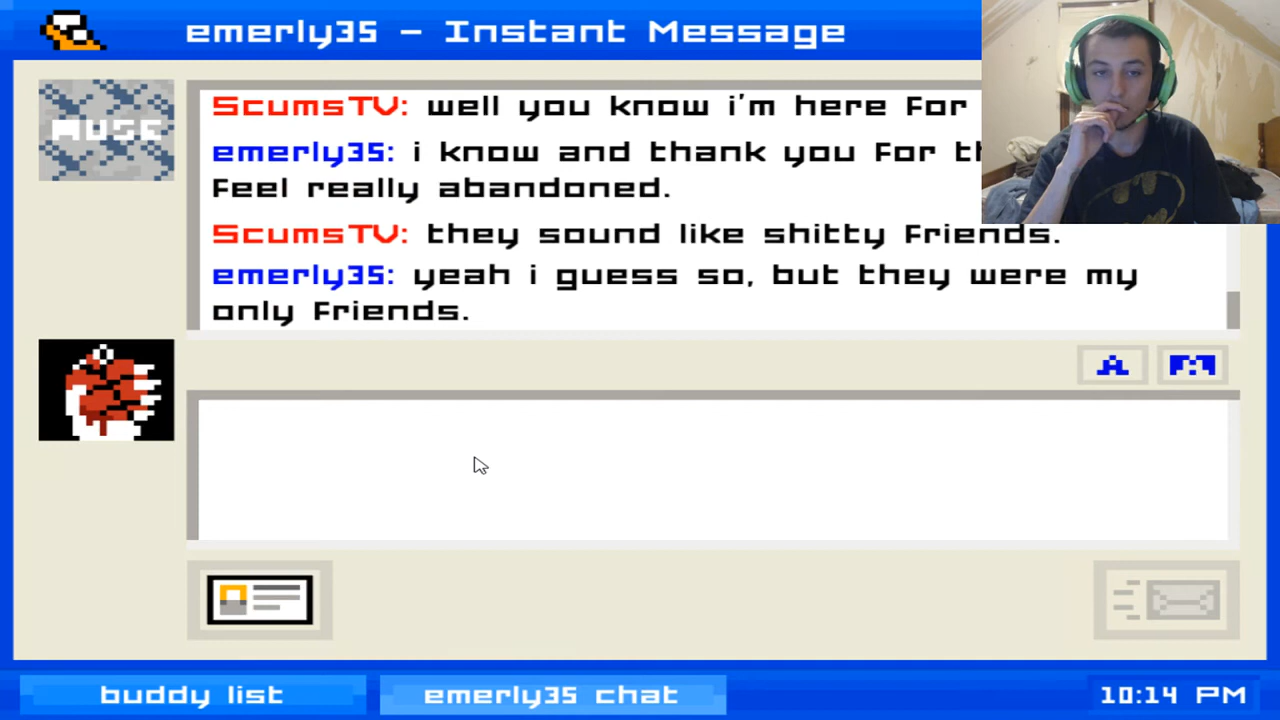 emerly35 - Instant Message
MUSE
ScumsTV: well you know i'm here for
emerly35: i know and thank you for
feel really abandoned.
ScumsTV: they sound like shitty friends.
emerly35: yeah i guess so, but they were my
only friends.
A
buddy list
emerly35 chat
10:14 PM